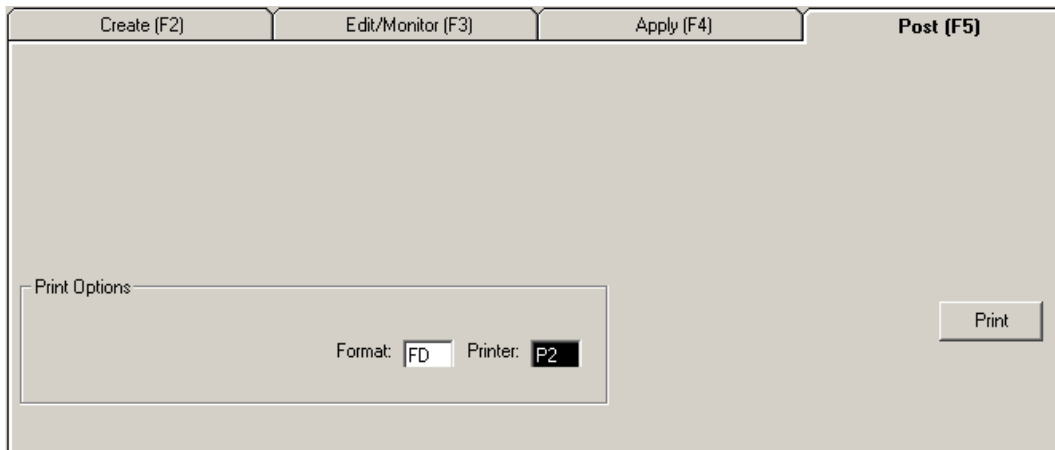 Create (F2) Edit/Monitor (F3) Apply (F4) Post (F5)
Print Options
Print
Format: FD Printer: P2